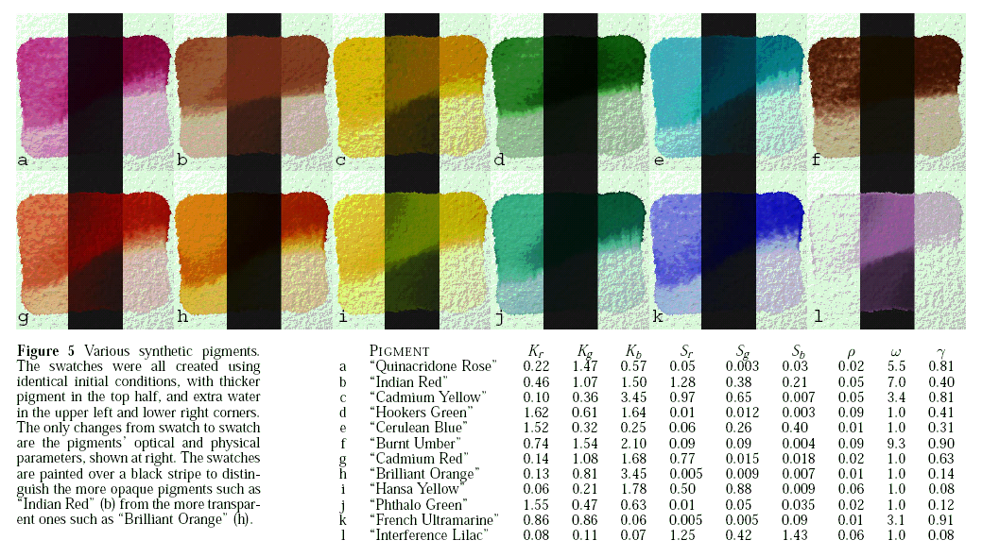 a b c d e f
g h i j k l
Figure 5 Various synthetic pigments.
The swatches were all created using
identical initial conditions, with thicker
pigment in the top half, and extra water
in the upper left and lower right corners.
The only changes from swatch to swatch
are the pigments' optical and physical
parameters, shown at right. The swatches
are painted over a black stripe to distin-
guish the more opaque pigments such as
"Indian Red" (b) from the more transpar-
ent ones such as "Brilliant Orange" (h).
PIGMENT Kr Kg Kb Sr Sg Sb ρ ω γ
a "Quinacridone Rose" 0.22 1.47 0.57 0.05 0.003 0.03 0.02 5.5 0.81
b "Indian Red" 0.46 1.07 1.50 1.28 0.38 0.21 0.05 7.0 0.40
c "Cadmium Yellow" 0.10 0.36 3.45 0.97 0.65 0.007 0.05 3.4 0.81
d "Hookers Green" 1.62 0.61 1.64 0.01 0.012 0.003 0.09 1.0 0.41
e "Cerulean Blue" 1.52 0.32 0.25 0.06 0.26 0.40 0.01 1.0 0.31
f "Burnt Umber" 0.74 1.54 2.10 0.09 0.09 0.004 0.09 9.3 0.90
g "Cadmium Red" 0.14 1.08 1.68 0.77 0.015 0.018 0.02 1.0 0.63
h "Brilliant Orange" 0.13 0.81 3.45 0.005 0.009 0.007 0.01 1.0 0.14
i "Hansa Yellow" 0.06 0.21 1.78 0.50 0.88 0.009 0.06 1.0 0.08
j "Phthalo Green" 1.55 0.47 0.63 0.01 0.05 0.035 0.02 1.0 0.12
k "French Ultramarine" 0.86 0.86 0.06 0.005 0.005 0.09 0.01 3.1 0.91
l "Interference Lilac" 0.08 0.11 0.07 1.25 0.42 1.43 0.06 1.0 0.08